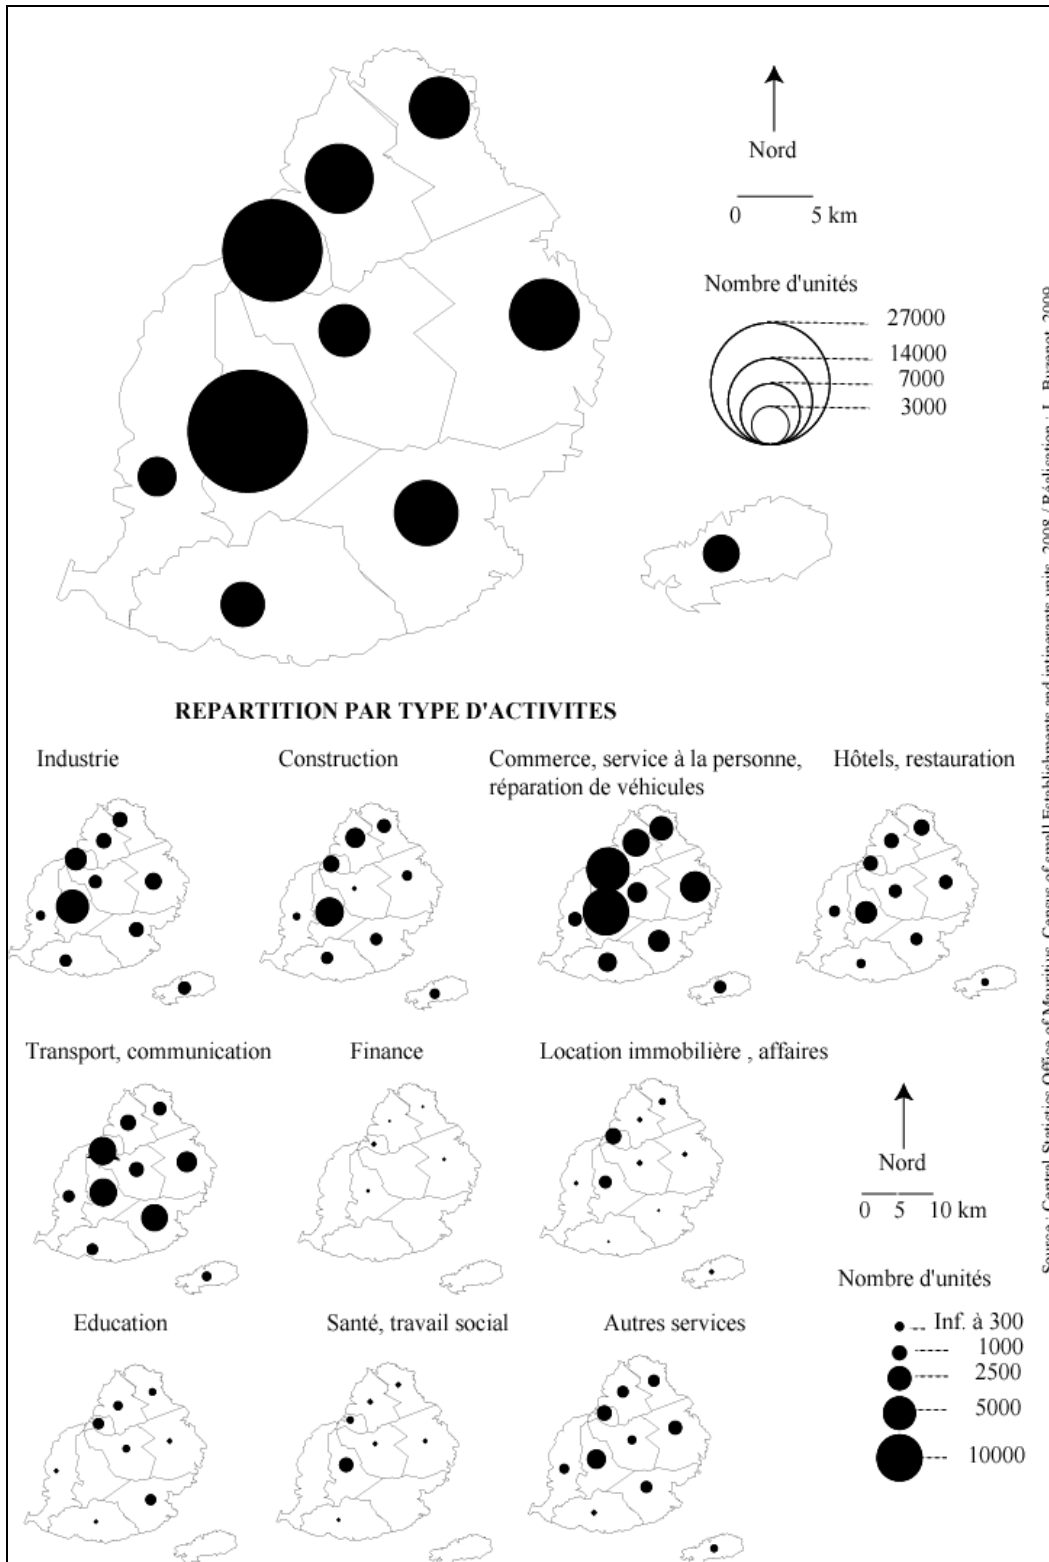 Nord
0 5 km
Nombre d'unités
27000
14000
7000
3000
REPARTITION PAR TYPE D'ACTIVITES
Industrie
Construction
Commerce, service à la personne,
réparation de véhicules
Hôtels, restauration
Transport, communication
Finance
Location immobilière , affaires
Nord
0 5 10 km
Nombre d'unités
Inf. à 300
1000
2500
5000
10000
Education
Santé, travail social
Autres services
Source : Central Statistics Office of Mauritius, Census of small Establishments and intinerants units, 2008 / Réalisation : L. 2009